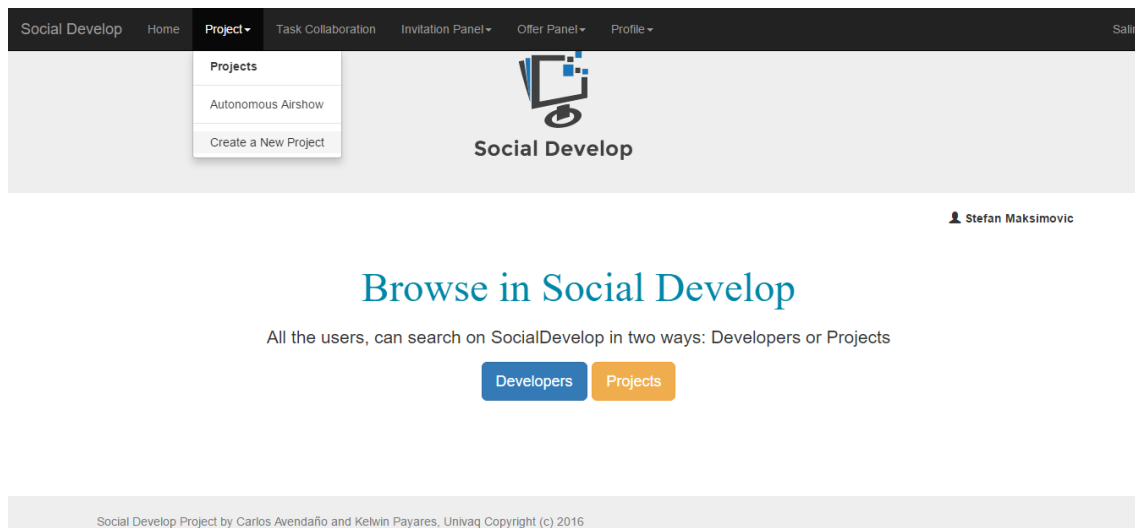 Social Develop Home Project Task Collaboration Invitation Panel Offer Panel Profile Salir
Projects
Autonomous Airshow
Create a New Project
Social Develop
Stefan Maksimovic
Browse in Social Develop
All the users, can search on SocialDevelop in two ways: Developers or Projects
Developers Projects
Social Develop Project by Carlos Avendaño and Kelwin Payares, Univaq Copyright (c) 2016